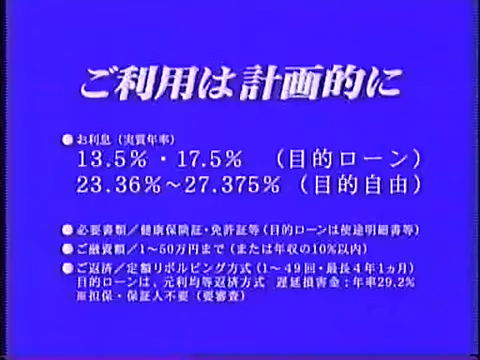 ご利用は計画的に
●お利息（実質年率）
13.5％・17.5％　（目的ローン）
23.36％～27.375％（目的自由）
●必要書類／健康保険証・免許証等（目的ローンは使途明細書等）
●ご融資額／1～50万円まで（または年収の10％以内）
●ご返済／定額リボルビング方式（1～49回・最長4年1ヵ月）
目的ローンは、元利均等返済方式　遅延損害金：年率29.2％
※担保・保証人不要（要審査）